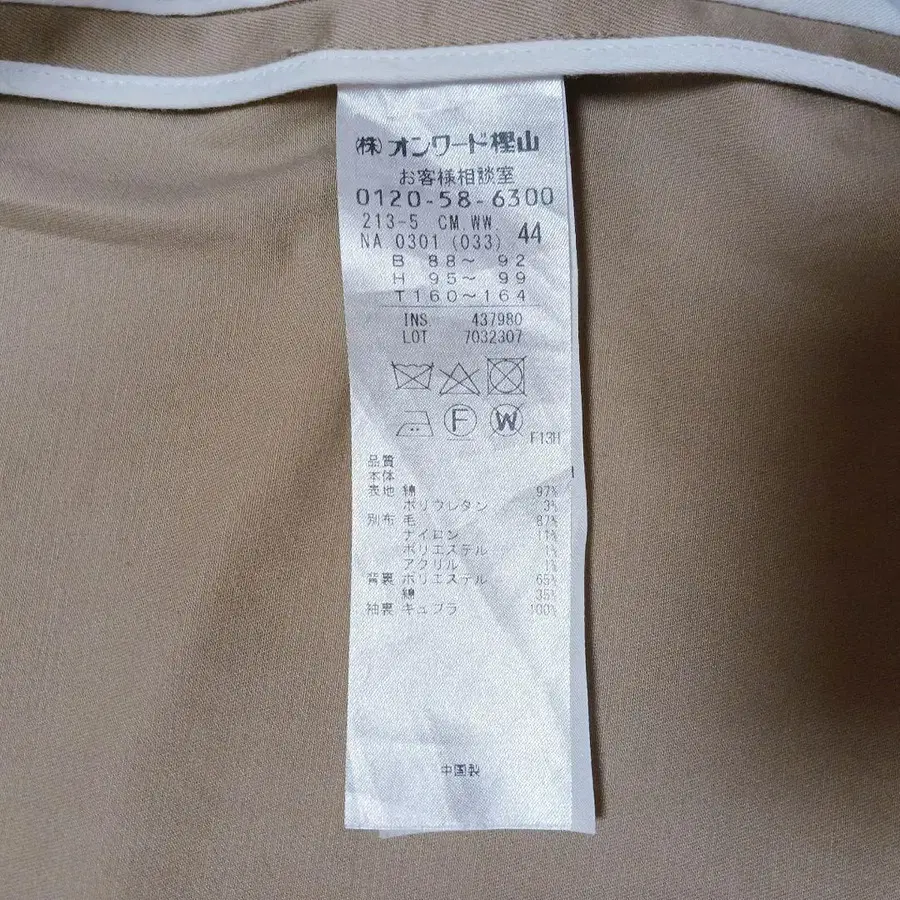 (株)オンワード樫山
お客様相談室
0120-58-6300
213-5 CM.WW.
NA 0301 (033) 44
B 88～ 92
H 95～ 99
T160～164
INS. 437980
LOT 7032307
F W F13H
品質
本体
表地 綿 97%
ポリウレタン 3%
別布 毛 87%
ナイロン 11%
ポリエステル 1%
アクリル 1%
背裏 ポリエステル 65%
綿 35%
袖裏 キュプラ 100%
中国製